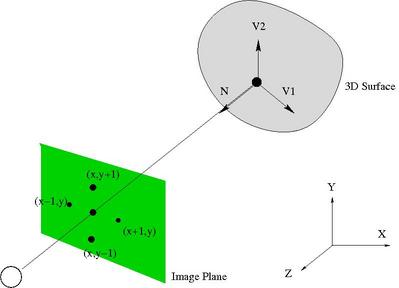 V2
N
V1
3D Surface
(x,y+1)
(x−1,y)
(x+1,y)
(x,y−1)
Image Plane
Y
X
Z